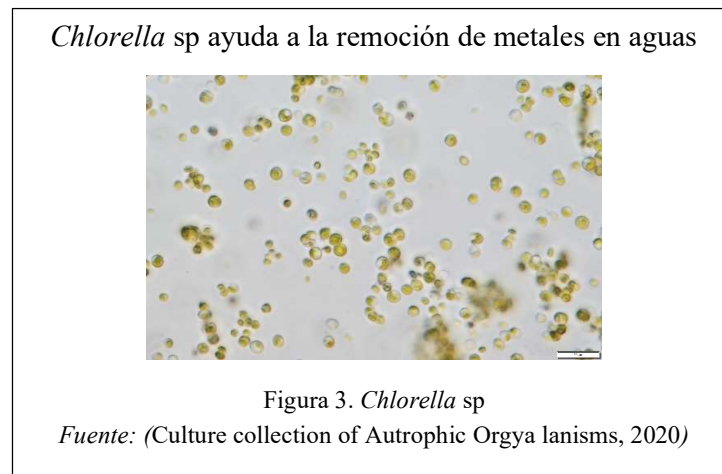 Chlorella sp ayuda a la remoción de metales en aguas
Figura 3. Chlorella sp
Fuente: (Culture collection of Autrophic Orgya lanisms, 2020)